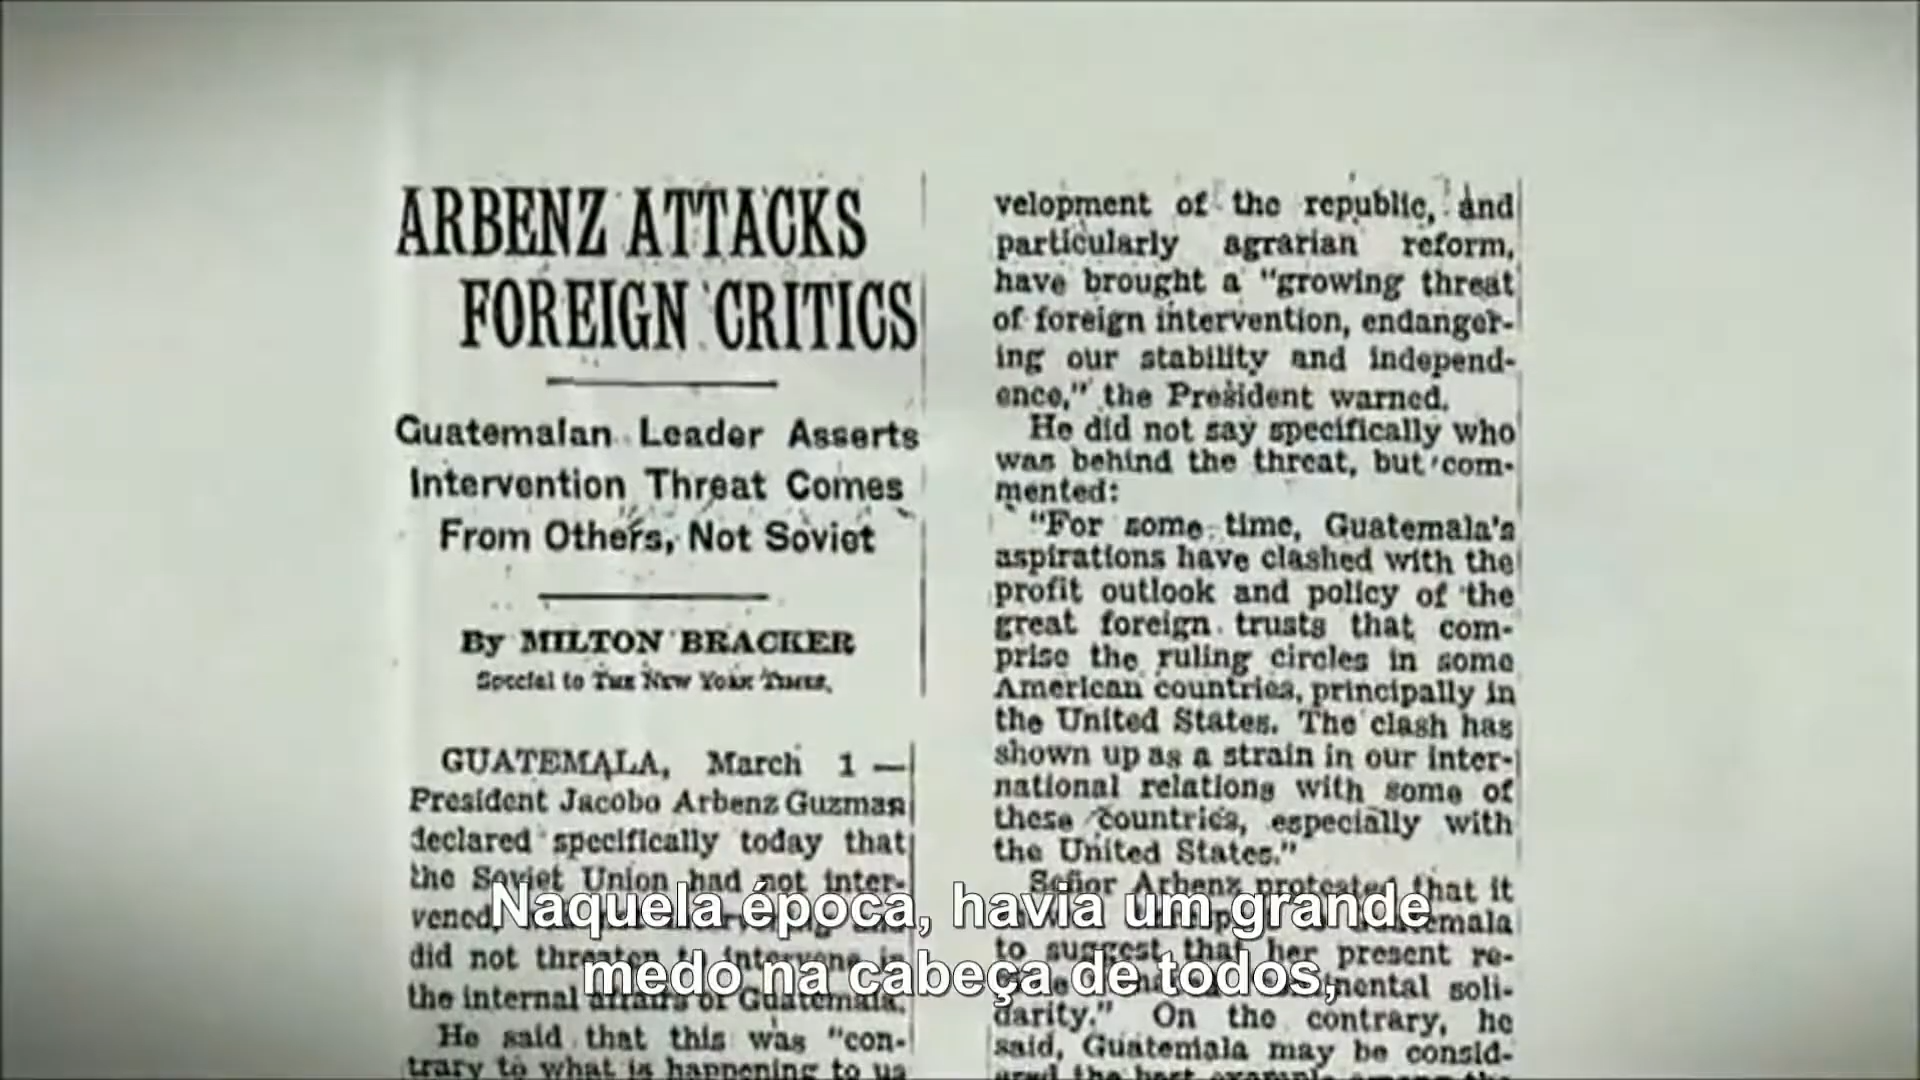 ARBENZ ATTACKS
FOREIGN CRITICS
Guatemalan Leader Asserts
Intervention Threat Comes
From Others, Not Soviet
By MILTON BRACKER
Special to THE NEW YORK TIMES.
GUATEMALA, March 1 —
President Jacobo Arbenz Guzman
declared specifically today that
the Soviet Union had not inter-
vened,
did not threaten to intervene in
the internal affairs of Guatemala.
He said that this was "con-
trary to what is happening to us
velopment of the republic, and
particularly agrarian reform,
have brought a "growing threat
of foreign intervention, endanger-
ing our stability and independ-
ence," the President warned.
He did not say specifically who
was behind the threat, but com-
mented:
"For some time, Guatemala's
aspirations have clashed with the
profit outlook and policy of the
great foreign trusts that com-
prise the ruling circles in some
American countries, principally in
the United States. The clash has
shown up as a strain in our inter-
national relations with some of
these countries, especially with
the United States."
Señor Arbenz protested that it
to suggest that her present re-
soli-
darity." On the contrary, he
said, Guatemala may be consid-
ered the best example among the
Naquela época, havia um grande
medo na cabeça de todos,